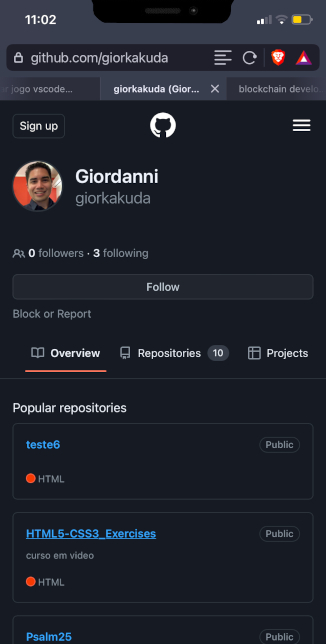 11:02
github.com/giorkakuda
jogo vscode...
giorkakuda (Gior...
blockchain develo
Sign up
Giordanni
giorkakuda
0 followers · 3 following
Follow
Block or Report
Overview
Repositories 10
Projects
Popular repositories
teste6
Public
HTML
HTML5-CSS3_Exercises
Public
curso em video
HTML
Psalm25
Public